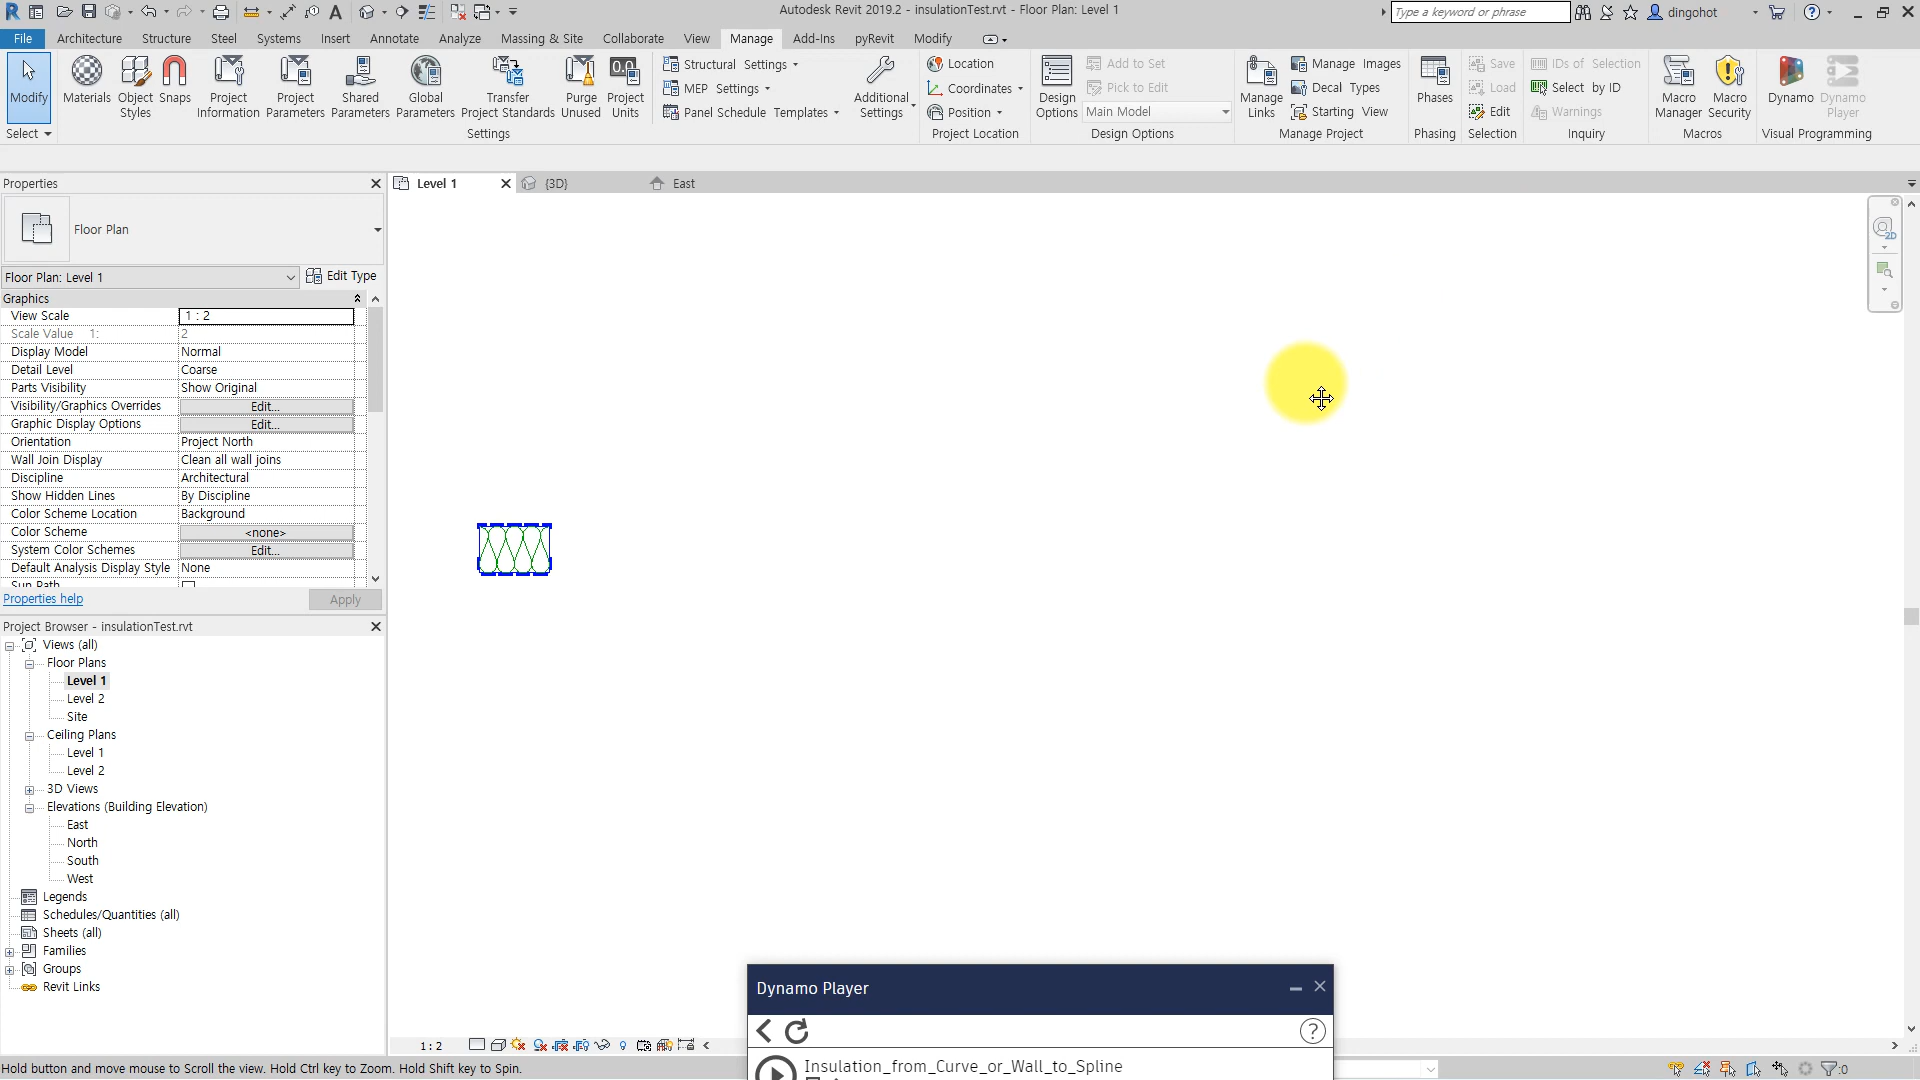 Autodesk Revit 2019.2 - insulationTest.rvt - Floor Plan: Level 1
Type a keyword or phrase
dingohot
File Architecture Structure Steel Systems Insert Annotate Analyze Massing & Site Collaborate View Manage Add-Ins pyRevit Modify
Modify
Materials
Object Styles
Snaps
Project Information
Project Parameters
Shared Parameters
Global Parameters
Transfer Project Standards
Purge Unused
Project Units
Structural Settings
MEP Settings
Panel Schedule Templates
Additional Settings
Location
Coordinates
Position
Design Options
Add to Set
Pick to Edit
Main Model
Manage Links
Manage Images
Decal Types
Starting View
Phases
Save
Load
Edit
IDs of Selection
Select by ID
Warnings
Macro Manager
Macro Security
Dynamo
Dynamo Player
Select
Settings
Project Location
Design Options
Manage Project
Phasing
Selection
Inquiry
Macros
Visual Programming
Properties
Level 1
{3D}
East
2D
Floor Plan
Floor Plan: Level 1
Edit Type
Graphics
View Scale 1 : 2
Scale Value 1: 2
Display Model Normal
Detail Level Coarse
Parts Visibility Show Original
Visibility/Graphics Overrides Edit...
Graphic Display Options Edit...
Orientation Project North
Wall Join Display Clean all wall joins
Discipline Architectural
Show Hidden Lines By Discipline
Color Scheme Location Background
Color Scheme <none>
System Color Schemes Edit...
Default Analysis Display Style None
Sun Path
Properties help
Apply
Project Browser - insulationTest.rvt
Views (all)
Floor Plans
Level 1
Level 2
Site
Ceiling Plans
Level 1
Level 2
3D Views
Elevations (Building Elevation)
East
North
South
West
Legends
Schedules/Quantities (all)
Sheets (all)
Families
Groups
Revit Links
Dynamo Player
Insulation_from_Curve_or_Wall_to_Spline
1 : 2
Hold button and move mouse to Scroll the view. Hold Ctrl key to Zoom. Hold Shift key to Spin.
:0